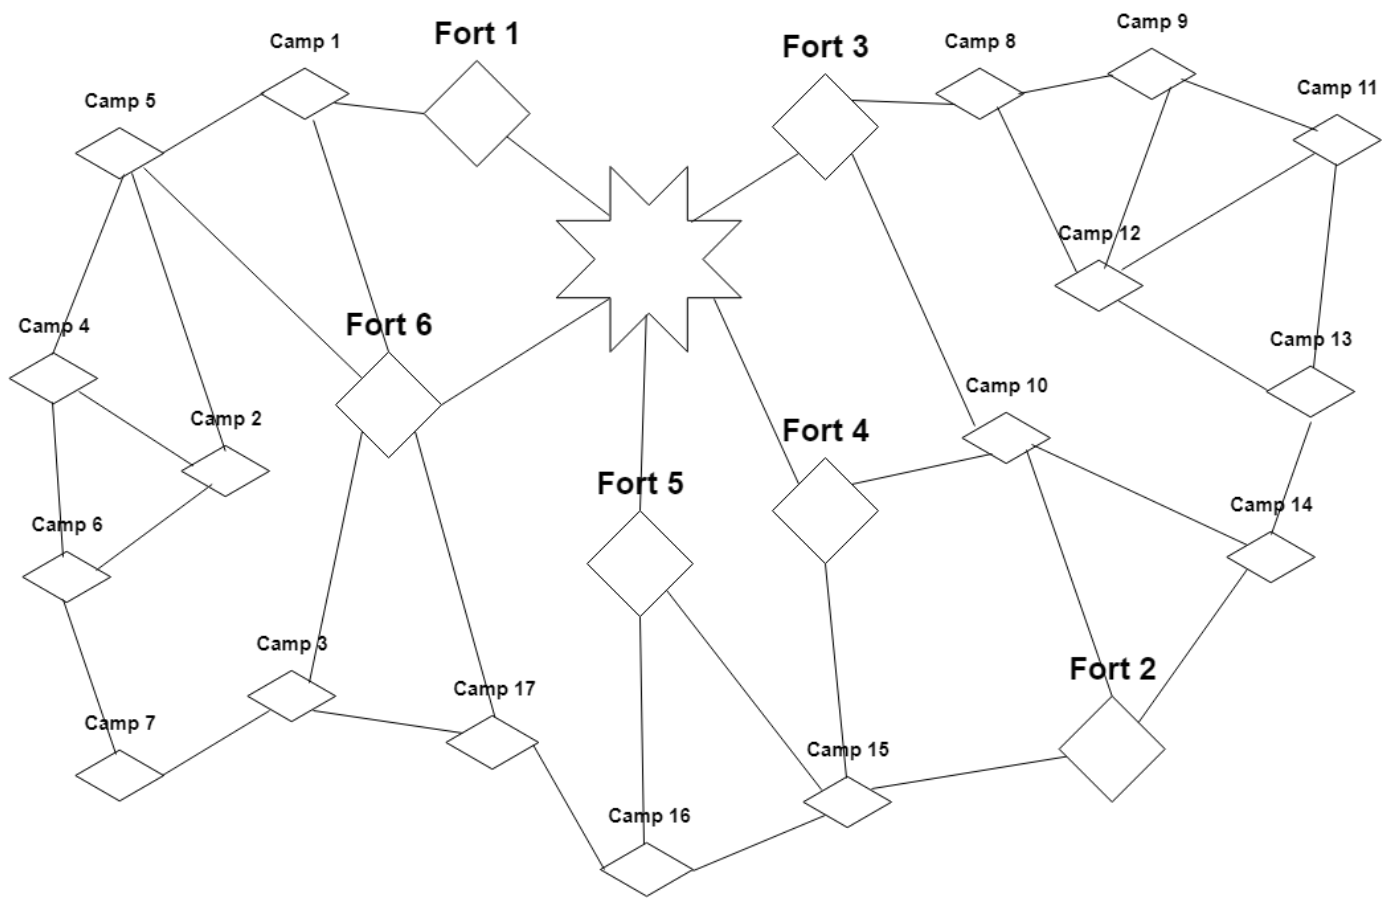 Camp 9
Fort 1
Camp 1
Camp 8
Fort 3
Camp 11
Camp 5
Camp 12
Fort 6
Camp 4
Camp 13
Camp 10
Camp 2
Fort 4
Fort 5
Camp 14
Camp 6
Camp 3
Fort 2
Camp 17
Camp 7
Camp 15
Camp 16